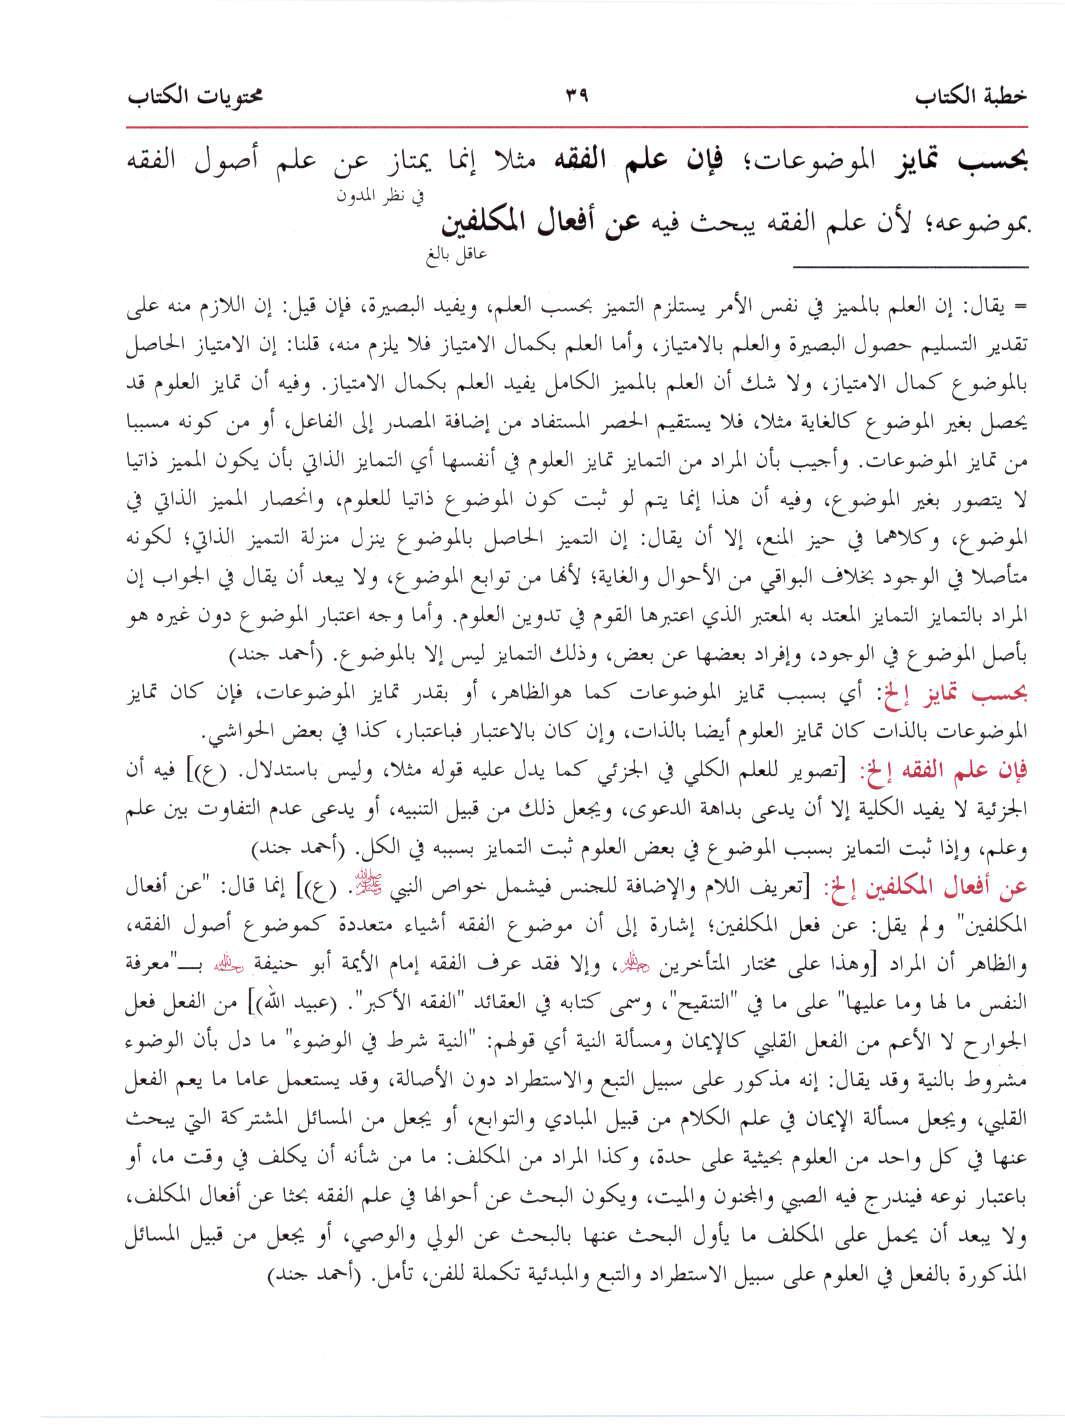 خطبة الكتاب ٣٩ محتويات الكتاب
بحسب تمايز الموضوعات؛ فإن علم الفقه مثلا إنما يمتاز عن علم أصول الفقه
في نظر المدون
بموضوعه؛ لأن علم الفقه يبحث فيه عن أفعال المكلفين
عاقل بالغ
= يقال: إن العلم بالمميز في نفس الأمر يستلزم التميز بحسب العلم، ويفيد البصيرة، فإن قيل: إن اللازم منه على
تقدير التسليم حصول البصيرة والعلم بالامتياز، وأما العلم بكمال الامتياز فلا يلزم منه، قلنا: إن الامتياز الحاصل
بالموضوع كمال الامتياز، ولا شك أن العلم بالمميز الكامل يفيد العلم بكمال الامتياز. وفيه أن تمايز العلوم قد
يحصل بغير الموضوع كالغاية مثلا، فلا يستقيم الحصر المستفاد من إضافة المصدر إلى الفاعل، أو من كونه مسببا
من تمايز الموضوعات. وأجيب بأن المراد من التمايز تمايز العلوم في أنفسها أي التمايز الذاتي بأن يكون المميز ذاتيا
لا يتصور بغير الموضوع، وفيه أن هذا إنما يتم لو ثبت كون الموضوع ذاتيا للعلوم، وانحصار المميز الذاتي في
الموضوع، وكلاهما في حيز المنع، إلا أن يقال: إن التميز الحاصل بالموضوع ينزل منزلة التميز الذاتي؛ لكونه
متأصلا في الوجود بخلاف البواقي من الأحوال والغاية؛ لأنها من توابع الموضوع، ولا يبعد أن يقال في الجواب إن
المراد بالتمايز التمايز المعتد به المعتبر الذي اعتبرها القوم في تدوين العلوم. وأما وجه اعتبار الموضوع دون غيره هو
بأصل الموضوع في الوجود، وإفراد بعضها عن بعض، وذلك التمايز ليس إلا بالموضوع. (أحمد جند)
بحسب تمايز إلخ: أي بسبب تمايز الموضوعات كما هوالظاهر، أو بقدر تمايز الموضوعات، فإن كان تمايز
الموضوعات بالذات كان تمايز العلوم أيضا بالذات، وإن كان بالاعتبار فباعتبار، كذا في بعض الحواشي.
فإن علم الفقه إلخ: [تصوير للعلم الكلي في الجزئي كما يدل عليه قوله مثلا، وليس باستدلال. (ع)] فيه أن
الجزئية لا يفيد الكلية إلا أن يدعى بداهة الدعوى، ويجعل ذلك من قبيل التنبيه، أو يدعى عدم التفاوت بين علم
وعلم، وإذا ثبت التمايز بسبب الموضوع في بعض العلوم ثبت التمايز بسببه في الكل. (أحمد جند)
عن أفعال المكلفين إلخ: [تعريف اللام والإضافة للجنس فيشمل خواص النبي ﷺ. (ع)] إنما قال: "عن أفعال
المكلفين" ولم يقل: عن فعل المكلفين؛ إشارة إلى أن موضوع الفقه أشياء متعددة كموضوع أصول الفقه،
والظاهر أن المراد [وهذا على مختار المتأخرين رحمهم الله، وإلا فقد عرف الفقه إمام الأيمة أبو حنيفة رحمه الله بــ"معرفة
النفس ما لها وما عليها" على ما في "التنقيح"، وسمى كتابه في العقائد "الفقه الأكبر". (عبيد الله)] من الفعل فعل
الجوارح لا الأعم من الفعل القلبي كالإيمان ومسألة النية أي قولهم: "النية شرط في الوضوء" ما دل بأن الوضوء
مشروط بالنية وقد يقال: إنه مذكور على سبيل التبع والاستطراد دون الأصالة، وقد يستعمل عاما ما يعم الفعل
القلبي، ويجعل مسألة الإيمان في علم الكلام من قبيل المبادي والتوابع، أو يجعل من المسائل المشتركة التي يبحث
عنها في كل واحد من العلوم بحيثية على حدة، وكذا المراد من المكلف: ما من شأنه أن يكلف في وقت ما، أو
باعتبار نوعه فيندرج فيه الصبي والمجنون والميت، ويكون البحث عن أحوالها في علم الفقه بحثا عن أفعال المكلف،
ولا يبعد أن يحمل على المكلف ما يأول البحث عنها بالبحث عن الولي والوصي، أو يجعل من قبيل المسائل
المذكورة بالفعل في العلوم على سبيل الاستطراد والتبع والمبدئية تكملة للفن، تأمل. (أحمد جند)